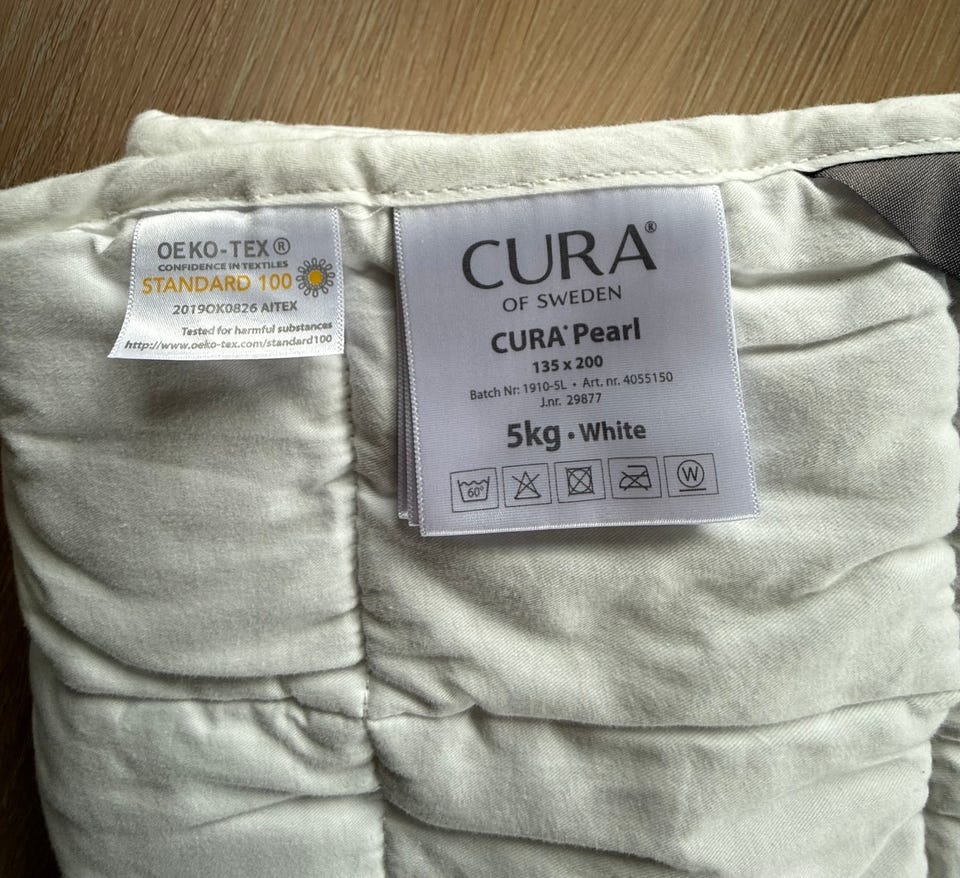 OEKO-TEX®
CONFIDENCE IN TEXTILES
STANDARD 100
2019OK0826 AITEX
Tested for harmful substances
http://www.oeko-tex.com/standard100
CURA®
OF SWEDEN
CURA® Pearl
135 x 200
Batch Nr: 1910-5L • Art. nr. 4055150
J.nr. 29877
5kg • White
60° W